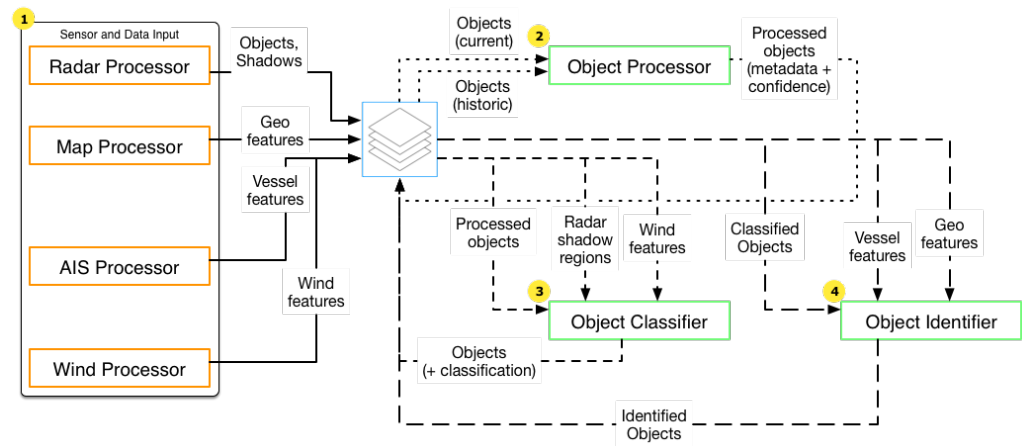 1
Sensor and Data Input
Radar Processor
Map Processor
AIS Processor
Wind Processor
Objects,
Shadows
Geo
features
Vessel
features
Wind
features
Objects
(current)
Objects
(historic)
2
Object Processor
Processed
objects
(metadata +
confidence)
Processed
objects
Radar
shadow
regions
Wind
features
Classified
Objects
Vessel
features
Geo
features
3
Object Classifier
4
Object Identifier
Objects
(+ classification)
Identified
Objects